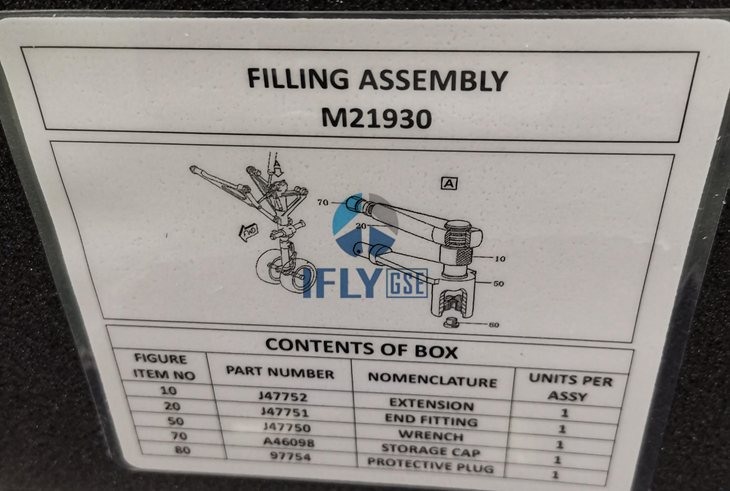 FILLING ASSEMBLY
M21930
A
FWD
70
20
10
50
IFLY GSE
CONTENTS OF BOX
FIGURE ITEM NO PART NUMBER NOMENCLATURE UNITS PER ASSY
10 J47752 EXTENSION 1
20 J47751 END FITTING 1
50 J47750 WRENCH 1
70 A46098 STORAGE CAP 1
80 97754 PROTECTIVE PLUG 1